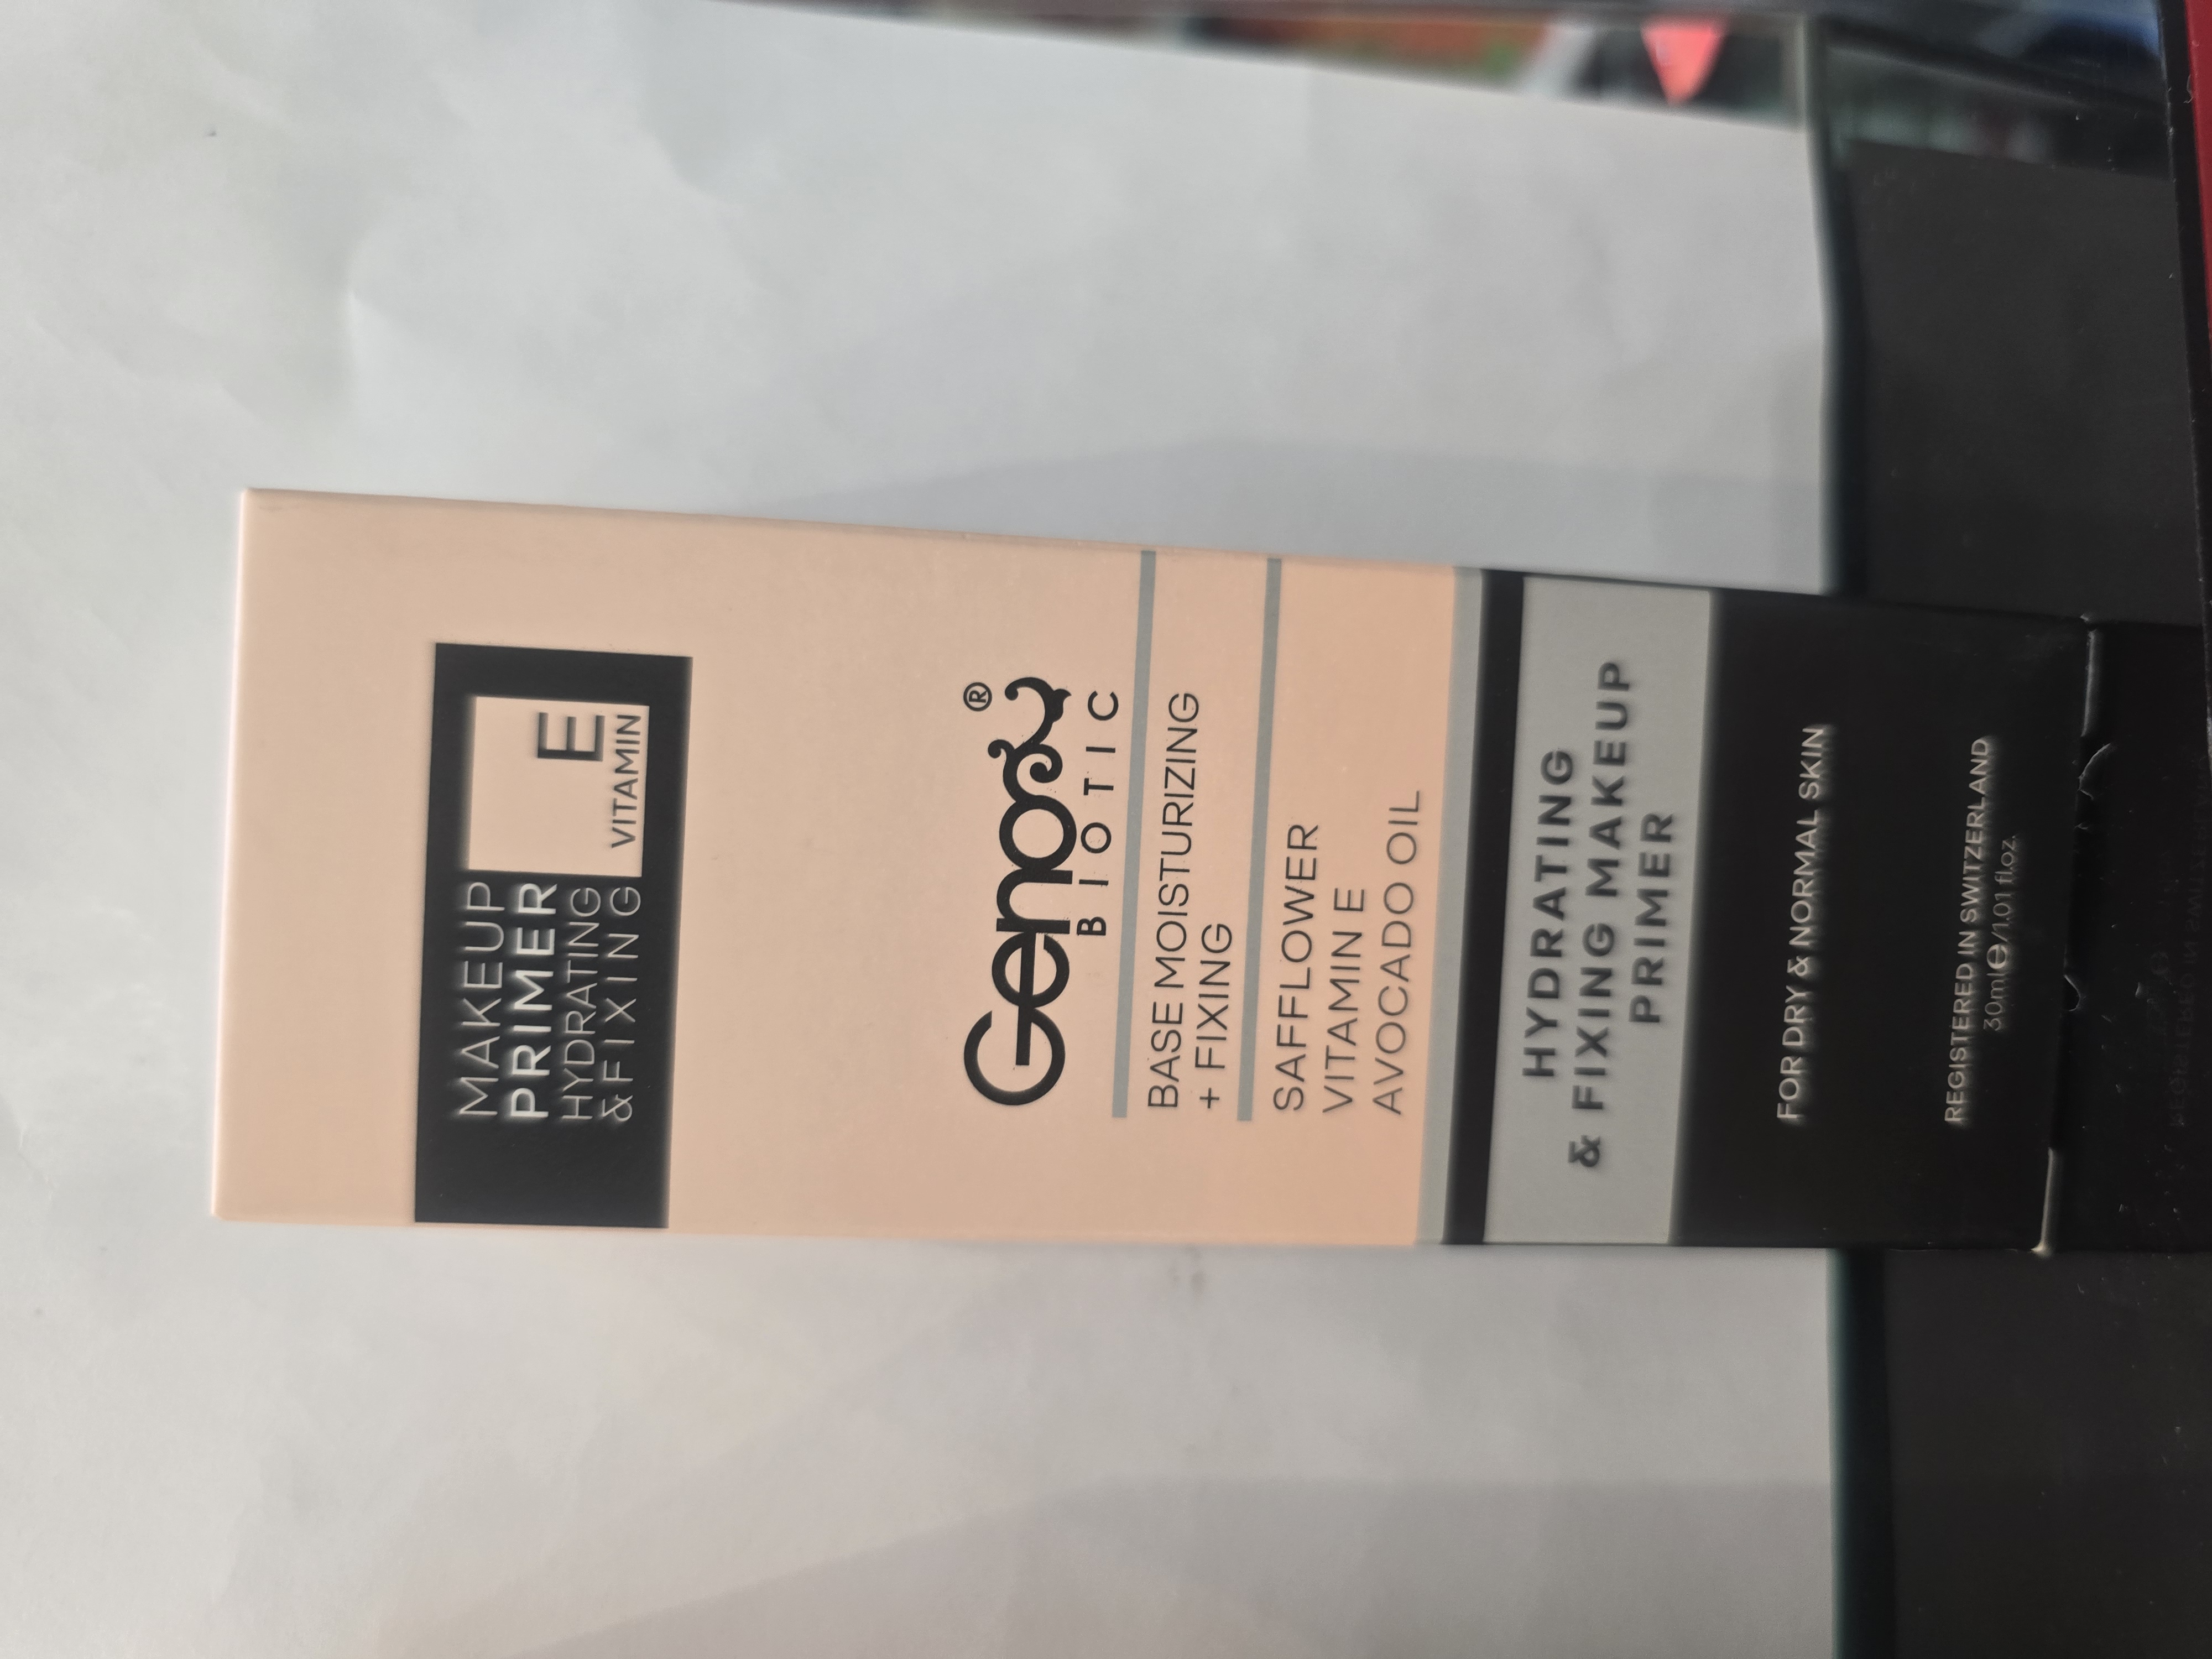 MAKEUP
PRIMER
HYDRATING
& FIXING
E
VITAMIN
Genosy®
BIOTIC
BASE MOISTURIZING
+ FIXING
SAFFLOWER
VITAMIN E
AVOCADO OIL
HYDRATING
& FIXING MAKEUP
PRIMER
FOR DRY & NORMAL SKIN
REGISTERED IN SWITZERLAND
30ml℮/1.01 fl.oz.